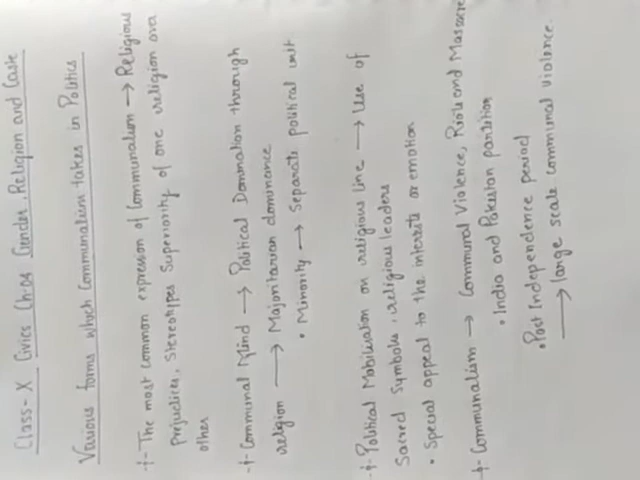 Class-X Civics Ch:04 Gender, Religion and Caste
Various forms which Communalism takes in Politics
-|- The most common expression of Communalism → Religious
Prejudices, Stereotypes Superiority of one religion over
other
-|- Communal Mind → Political Domination through
religion → Majoritarian dominance
• Minority → Separate political unit
-|- Political Mobilisation on religious line → Use of
Sacred Symbols, religious leaders
• Special appeal to the interests or emotion
-|- Communalism → Communal Violence, Riots and Massacre
• India and Pakistan partition
• Post Independence period
→ large scale communal violence.